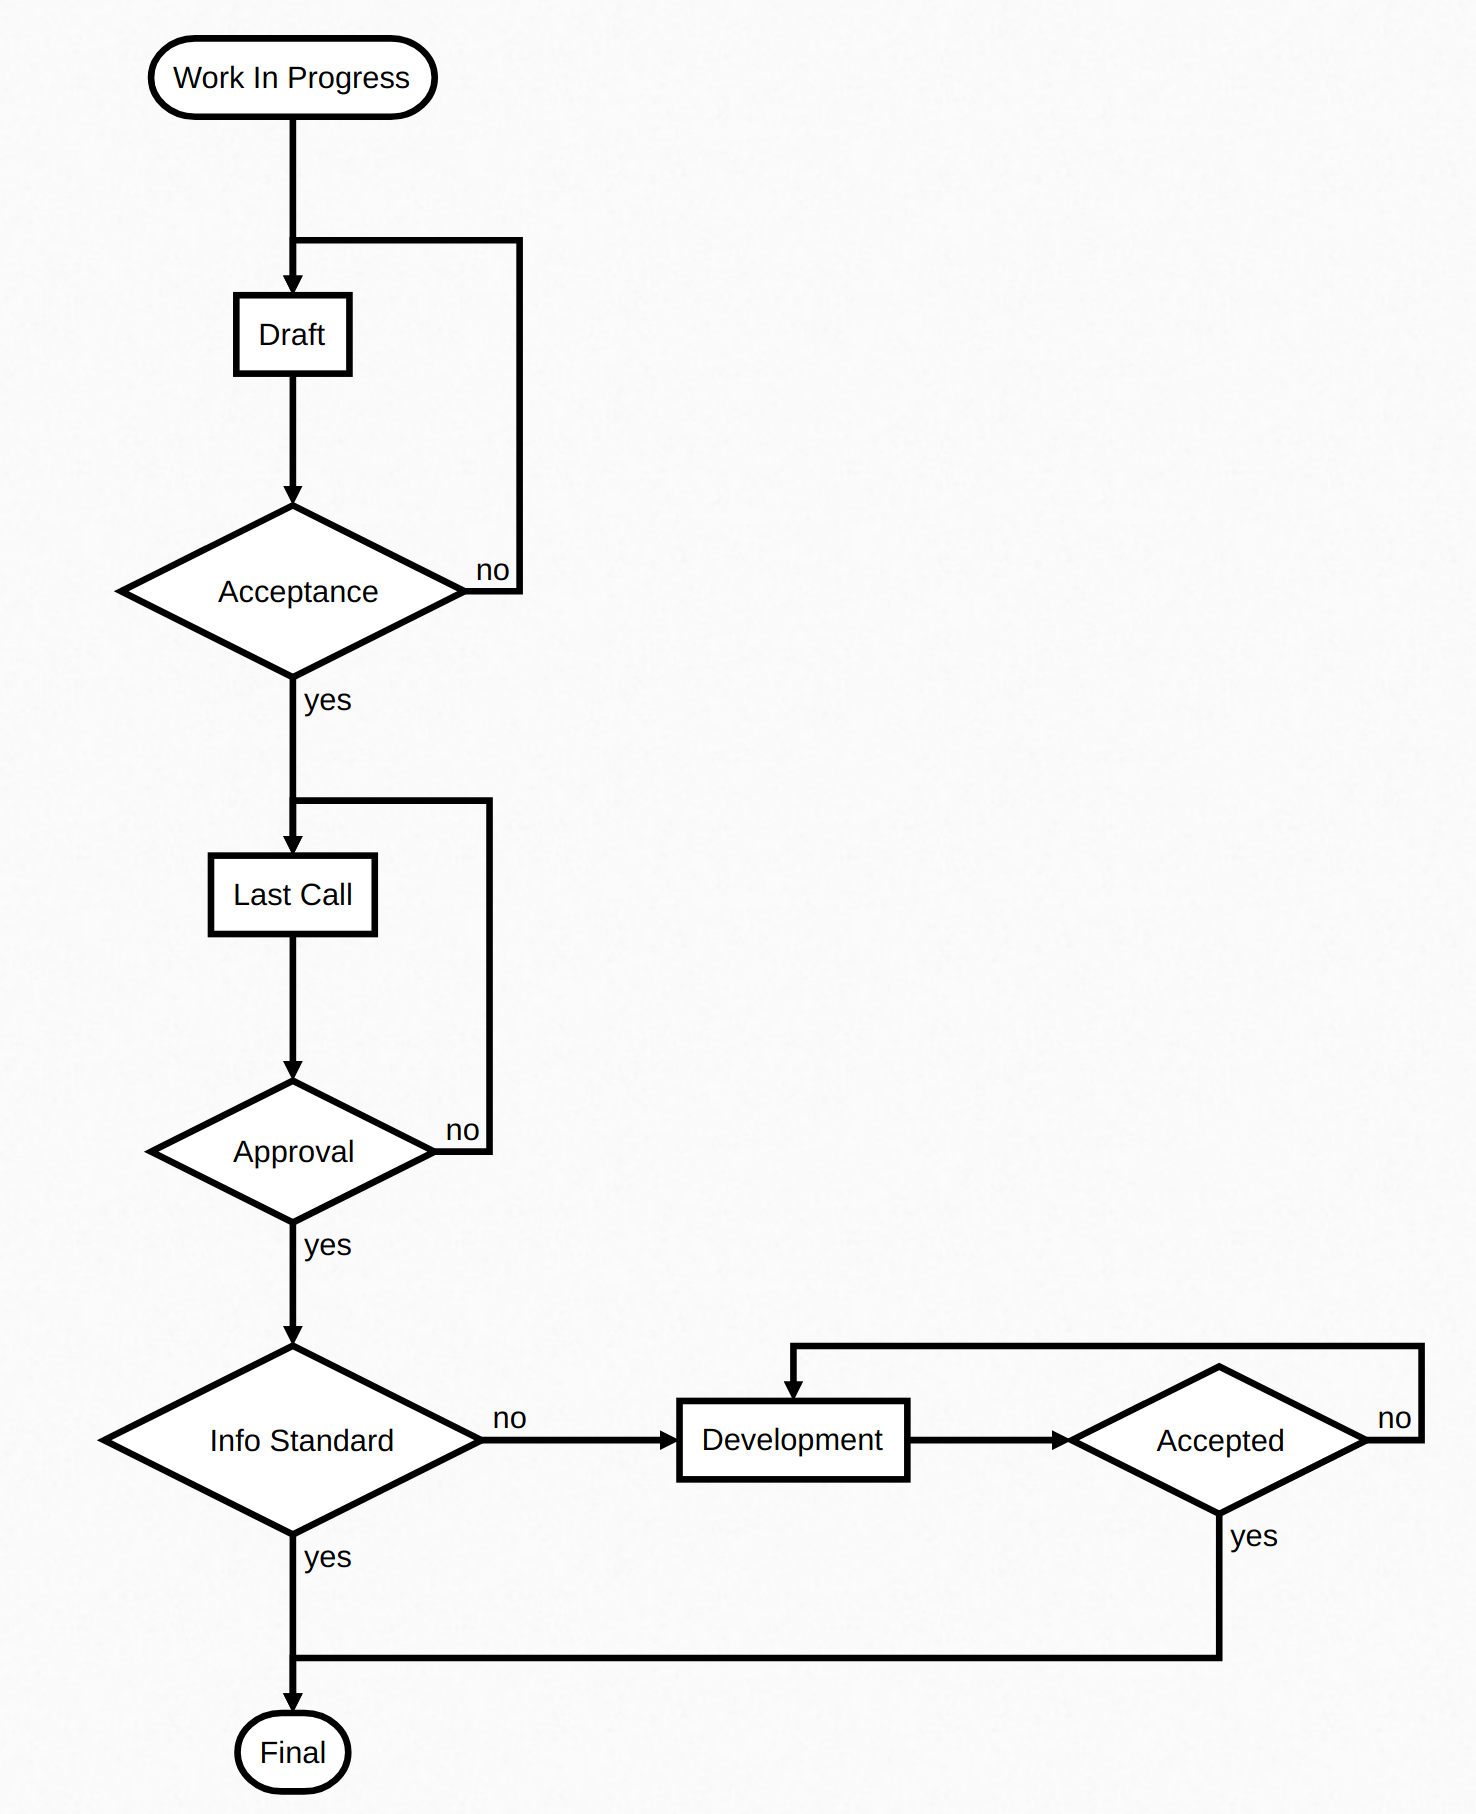 Work In Progress
Draft
Acceptance
no
yes
Last Call
Approval
no
yes
Info Standard
no
Development
Accepted
no
yes
yes
Final